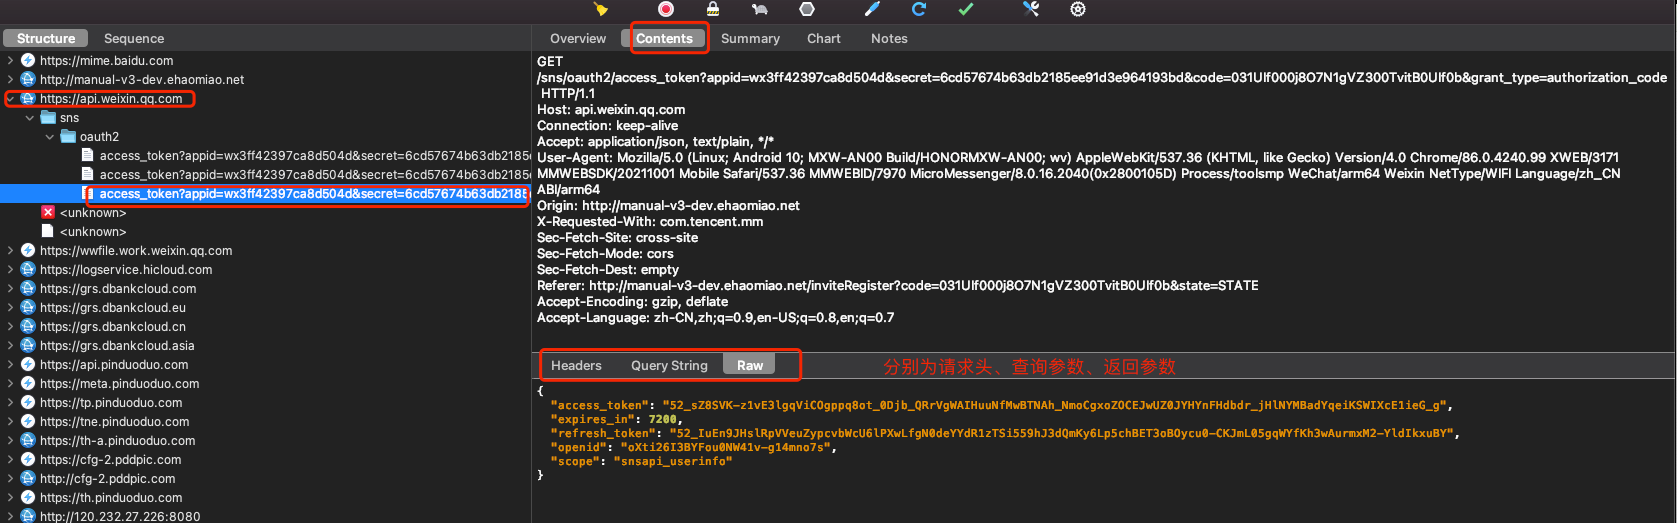 Structure
Sequence
https://mime.baidu.com
http://manual-v3-dev.ehaomiao.net
https://api.weixin.qq.com
sns
oauth2
access_token?appid=wx3ff42397ca8d504d&secret=6cd57674b63db2185e
access_token?appid=wx3ff42397ca8d504d&secret=6cd57674b63db2185e
access_token?appid=wx3ff42397ca8d504d&secret=6cd57674b63db2185
<unknown>
<unknown>
https://wwfile.work.weixin.qq.com
https://logservice.hicloud.com
https://grs.dbankcloud.com
https://grs.dbankcloud.eu
https://grs.dbankcloud.cn
https://grs.dbankcloud.asia
https://api.pinduoduo.com
https://meta.pinduoduo.com
https://tp.pinduoduo.com
https://tne.pinduoduo.com
https://th-a.pinduoduo.com
https://cfg-2.pddpic.com
http://cfg-2.pddpic.com
https://th.pinduoduo.com
http://120.232.27.226:8080
Overview
Contents
Summary
Chart
Notes
GET
/sns/oauth2/access_token?appid=wx3ff42397ca8d504d&secret=6cd57674b63db2185ee91d3e964193bd&code=031UIf000j8O7N1gVZ300TvitB0UIf0b&grant_type=authorization_code
HTTP/1.1
Host: api.weixin.qq.com
Connection: keep-alive
Accept: application/json, text/plain, */*
User-Agent: Mozilla/5.0 (Linux; Android 10; MXW-AN00 Build/HONORMXW-AN00; wv) AppleWebKit/537.36 (KHTML, like Gecko) Version/4.0 Chrome/86.0.4240.99 XWEB/3171
MMWEBSDK/20211001 Mobile Safari/537.36 MMWEBID/7970 MicroMessenger/8.0.16.2040(0x2800105D) Process/toolsmp WeChat/arm64 Weixin NetType/WIFI Language/zh_CN
ABI/arm64
Origin: http://manual-v3-dev.ehaomiao.net
X-Requested-With: com.tencent.mm
Sec-Fetch-Site: cross-site
Sec-Fetch-Mode: cors
Sec-Fetch-Dest: empty
Referer: http://manual-v3-dev.ehaomiao.net/inviteRegister?code=031UIf000j8O7N1gVZ300TvitB0UIf0b&state=STATE
Accept-Encoding: gzip, deflate
Accept-Language: zh-CN,zh;q=0.9,en-US;q=0.8,en;q=0.7
Headers
Query String
Raw
分别为请求头、查询参数、返回参数
{
"access_token": "52_sZ8SVK-z1vE3lgqViCOgppq8ot_0Djb_QRrVgWAIHuuNfMwBTNAh_NmoCgxoZOCEJwUZ0JYHYnFHdbdr_jHlNYMBadYqeiKSWIXcE1ieG_g",
"expires_in": 7200,
"refresh_token": "52_IuEn9JHslRpVVeuZypcvbWcU6lPXwLfgN0deYYdR1zTSi559hJ3dQmKy6Lp5chBET3oBOycu0-CKJmL05gqWYfKh3wAurmxM2-YldIkxuBY",
"openid": "oXti26I3BYFou0NW41v-g14mno7s",
"scope": "snsapi_userinfo"
}